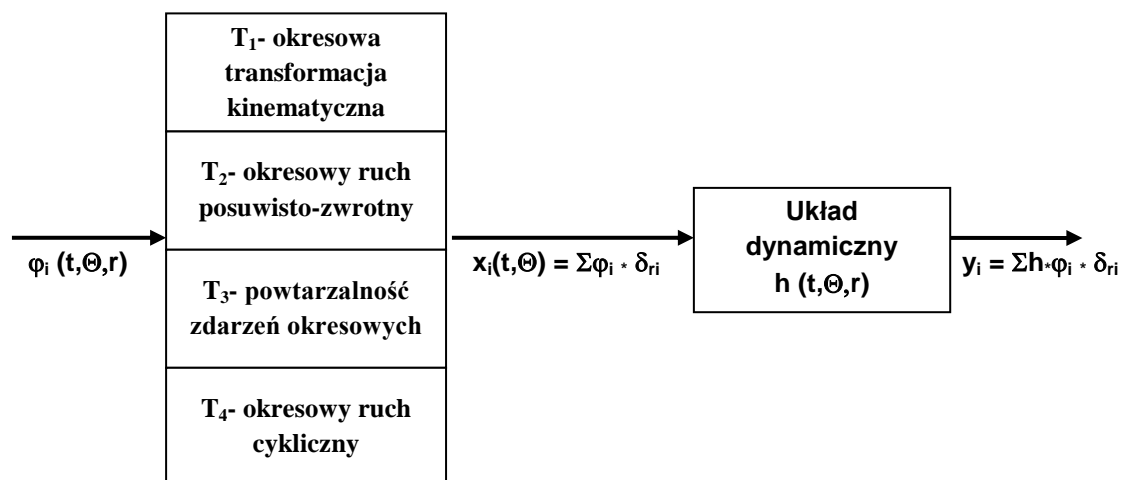 T₁- okresowa
transformacja
kinematyczna
T₂- okresowy ruch
posuwisto-zwrotny
T₃- powtarzalność
zdarzeń okresowych
T₄- okresowy ruch
cykliczny
φᵢ (t,Θ,r)
xᵢ(t,Θ) = Σφᵢ * δᵣᵢ
Układ
dynamiczny
h (t,Θ,r)
yᵢ = Σh*φᵢ * δᵣᵢ